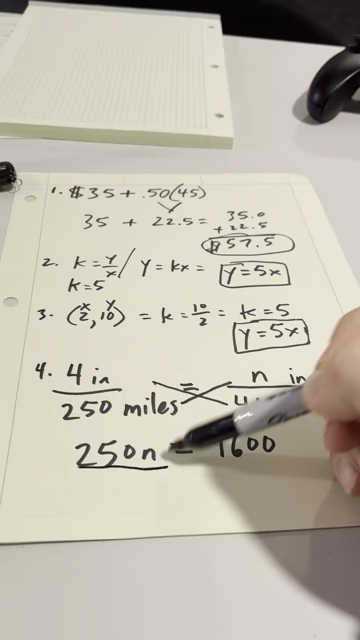 1. $35 + .50(45)
35 + 22.5 = 35.0
+ 22.5
$57.5
2. k = y/x / y = kx = y=5x
k=5
3. (2, 10) = k = 10/2 = k = 5
x y
y=5x
4. 4 in = n in
250 miles
250n = 1600